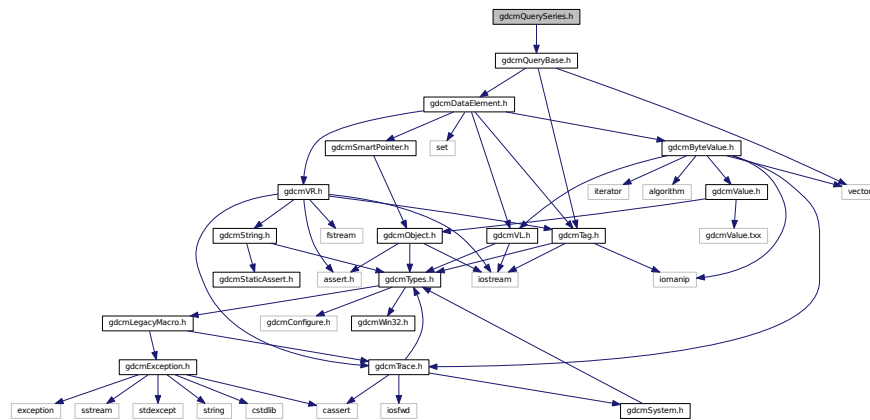 gdcmQuerySeries.h
gdcmQueryBase.h
gdcmDataElement.h
gdcmSmartPointer.h
set
gdcmByteValue.h
gdcmVR.h
iterator
algorithm
gdcmValue.h
vector
gdcmString.h
fstream
gdcmObject.h
gdcmVL.h
gdcmTag.h
gdcmValue.txx
gdcmStaticAssert.h
assert.h
gdcmTypes.h
iostream
iomanip
gdcmLegacyMacro.h
gdcmConfigure.h
gdcmWin32.h
gdcmException.h
gdcmTrace.h
exception
sstream
stdexcept
string
cstdlib
cassert
iosfwd
gdcmSystem.h